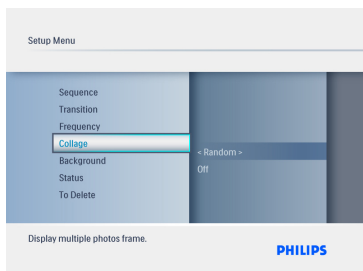 Setup Menu
Sequence
Transition
Frequency
Collage
Background
Status
To Delete
< Random >
Off
Display multiple photos frame.
PHILIPS